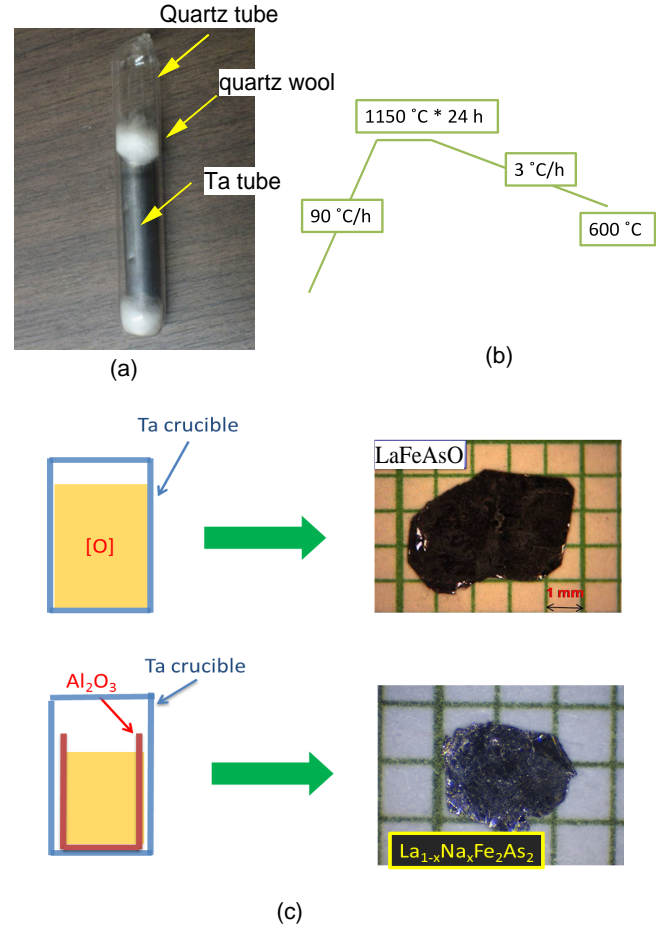 Quartz tube
quartz wool
Ta tube
(a)
1150 ˚C * 24 h
3 ˚C/h
90 ˚C/h
600 ˚C
(b)
Ta crucible
[O]
LaFeAsO
1 mm
Ta crucible
Al₂O₃
La₁₋ₓNaₓFe₂As₂
(c)